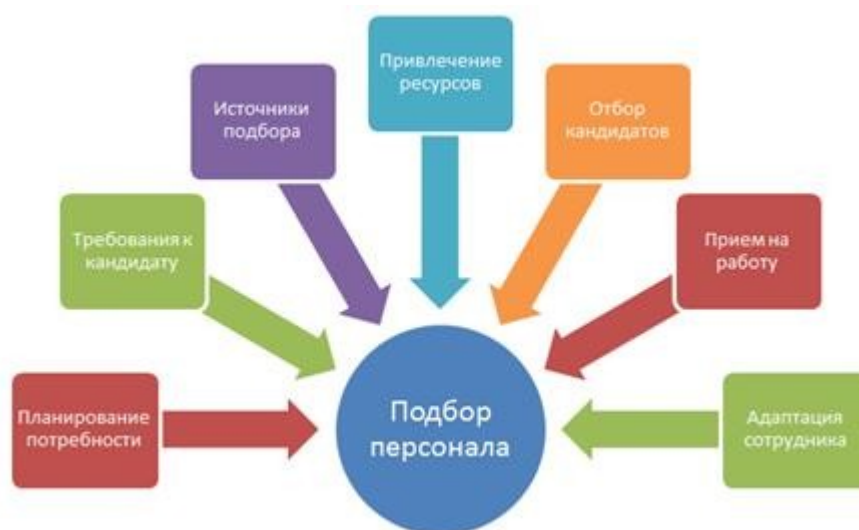 Привлечение
ресурсов
Источники
подбора
Отбор
кандидатов
Требования к
кандидату
Прием на
работу
Планирование
потребности
Подбор
персонала
Адаптация
сотрудника